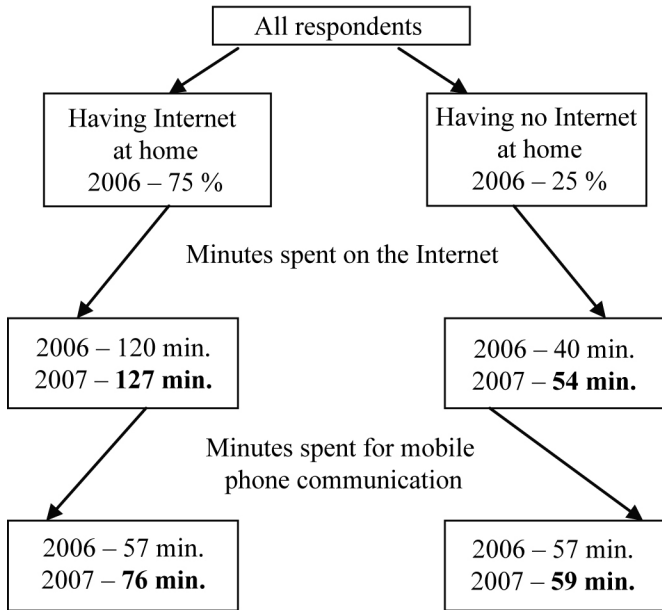 All respondents
Having Internet
at home
2006 – 75 %
Having no Internet
at home
2006 – 25 %
Minutes spent on the Internet
2006 – 120 min.
2007 – 127 min.
2006 – 40 min.
2007 – 54 min.
Minutes spent for mobile
phone communication
2006 – 57 min.
2007 – 76 min.
2006 – 57 min.
2007 – 59 min.